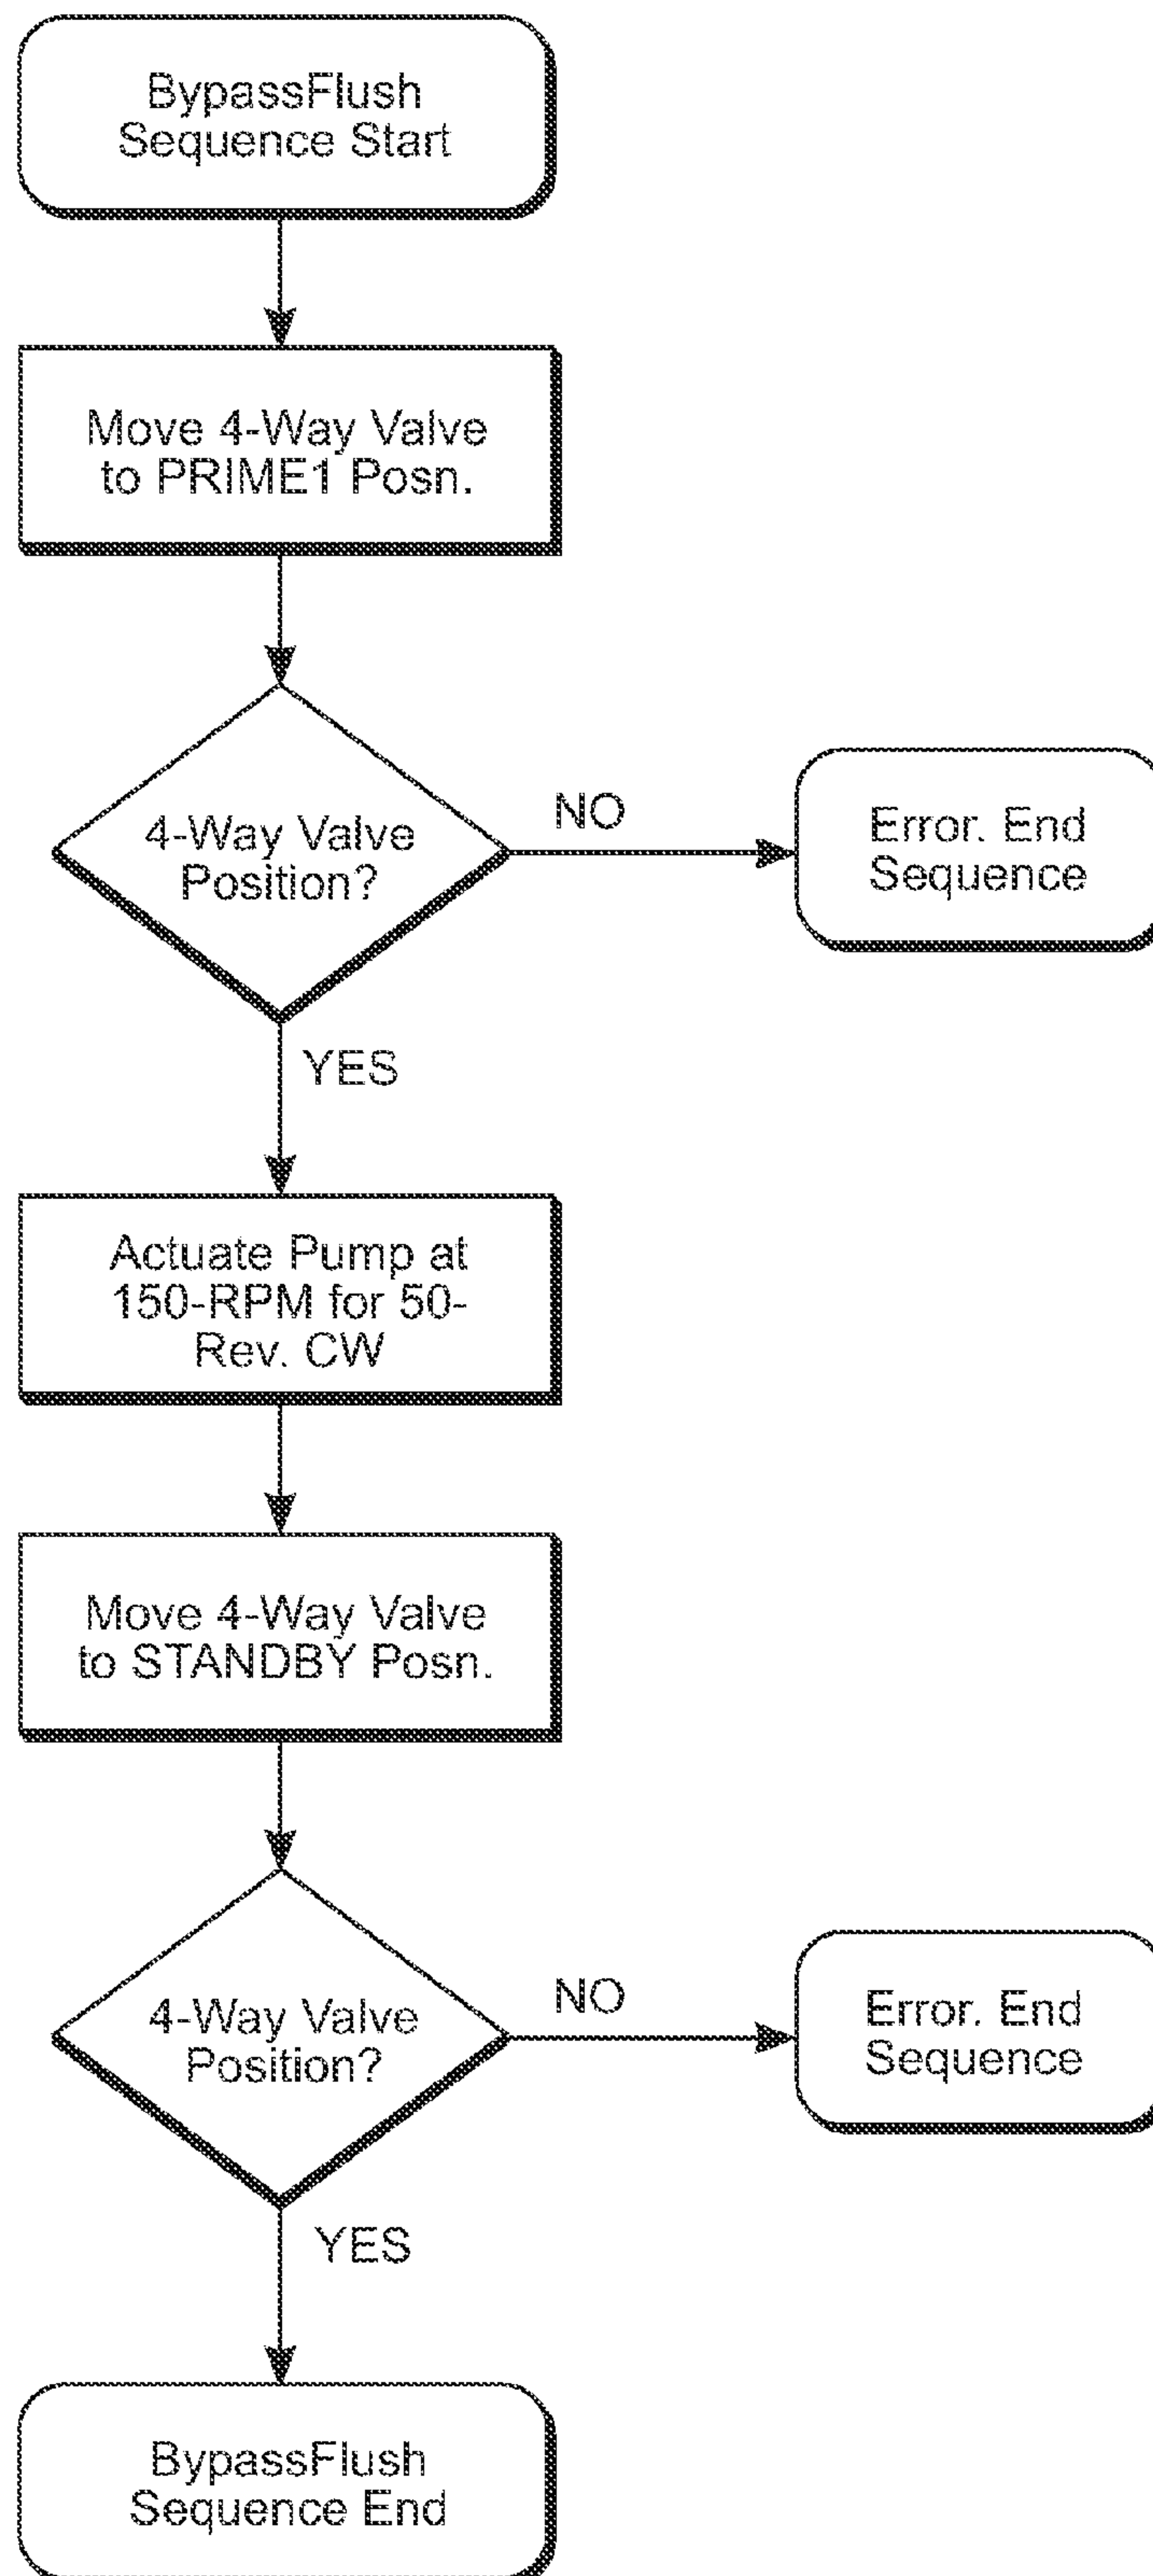 BypassFlush
Sequence Start
Move 4-Way Valve
to PRIME1 Posn.
4-Way Valve
Position?
NO
Error. End
Sequence
YES
Actuate Pump at
150-RPM for 50-
Rev. CW
Move 4-Way Valve
to STANDBY Posn.
4-Way Valve
Position?
NO
Error. End
Sequence
YES
BypassFlush
Sequence End